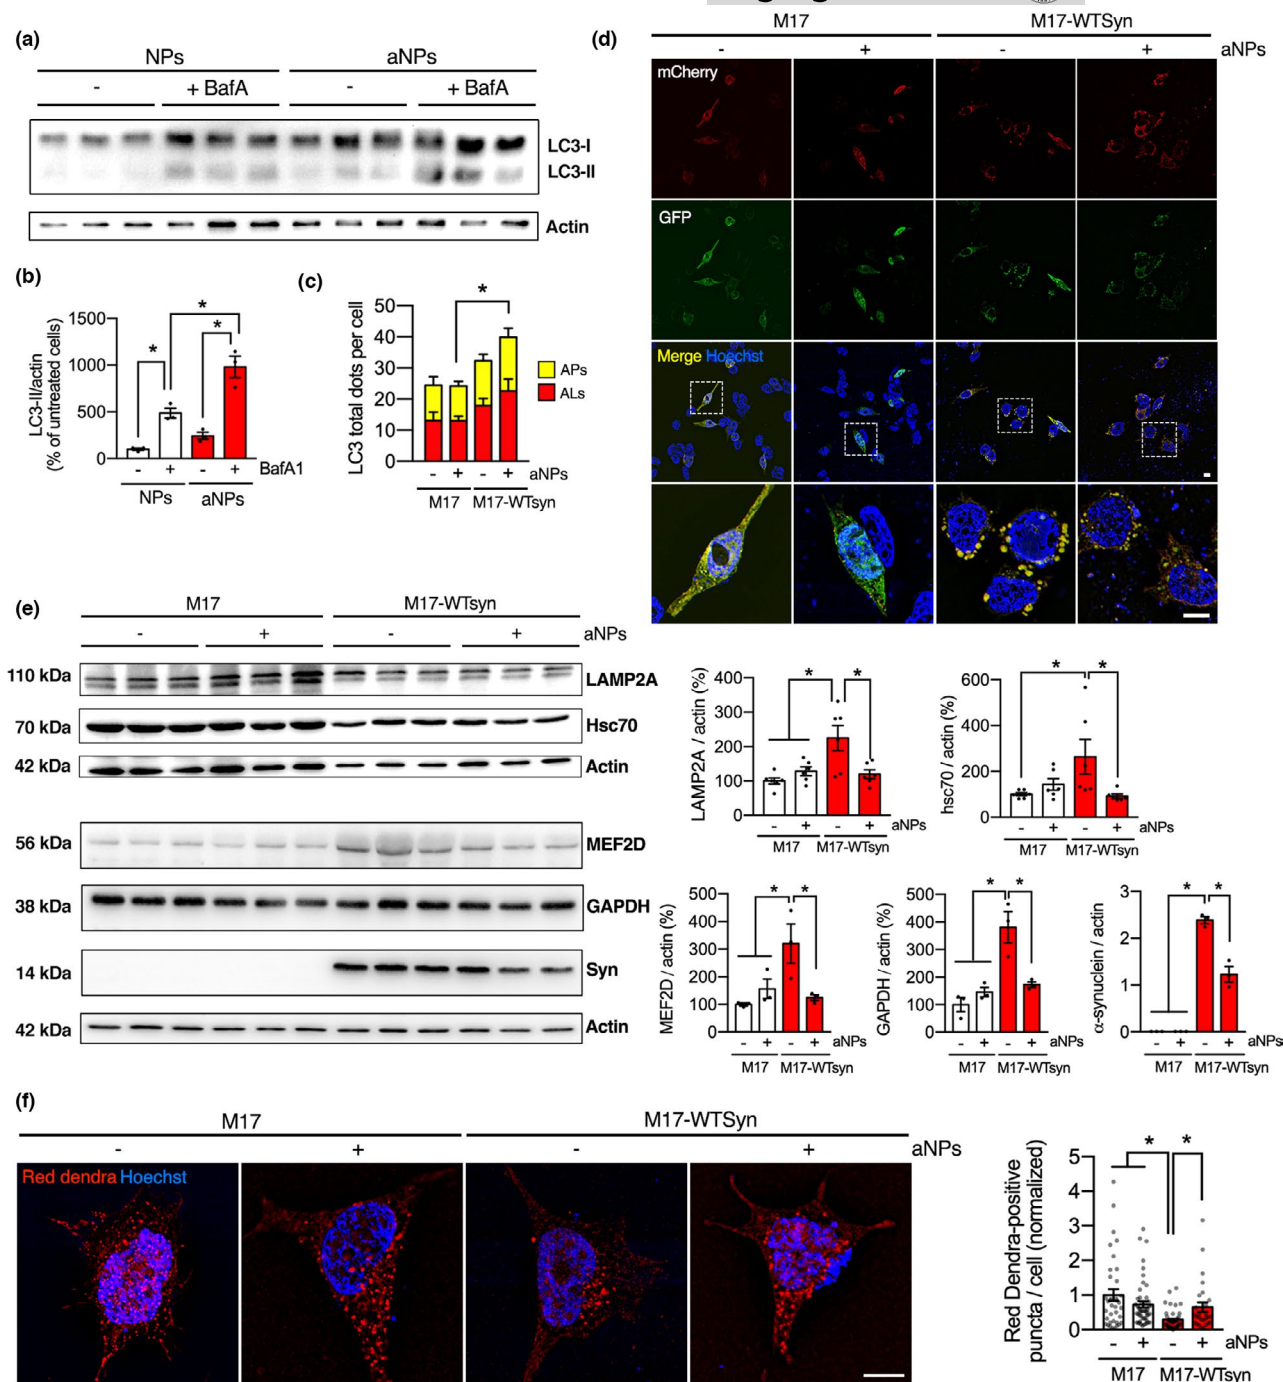 (a)
NPs aNPs
- + BafA - + BafA
LC3-I
LC3-II
Actin
(b)
LC3-II/actin
(% of untreated cells)
1500
1000
500
0
- + - + BafA1
NPs aNPs
*
*
*
(c)
LC3 total dots per cell
50
40
30
20
10
0
*
APs
ALs
- + - + aNPs
M17 M17-WTsyn
(d)
M17 M17-WTSyn
- + - + aNPs
mCherry
GFP
Merge Hoechst
(e)
M17 M17-WTsyn
- + - + aNPs
110 kDa LAMP2A
70 kDa Hsc70
42 kDa Actin
56 kDa MEF2D
38 kDa GAPDH
14 kDa Syn
42 kDa Actin
LAMP2A / actin (%)
400
300
200
100
0
* *
- + - + aNPs
M17 M17-WTsyn
hsc70 / actin (%)
600
400
200
0
* *
- + - + aNPs
M17 M17-WTsyn
MEF2D / actin (%)
500
400
300
200
100
0
* *
- + - + aNPs
M17 M17-WTsyn
GAPDH / actin (%)
500
400
300
200
100
0
* *
- + - + aNPs
M17 M17-WTsyn
α-synuclein / actin
3
2
1
0
* *
- + - + aNPs
M17 M17-WTsyn
(f)
M17 M17-WTSyn
- + - + aNPs
Red dendra Hoechst
Red Dendra-positive
puncta / cell (normalized)
5
4
3
2
1
0
* *
- + - + aNPs
M17 M17-WTsyn